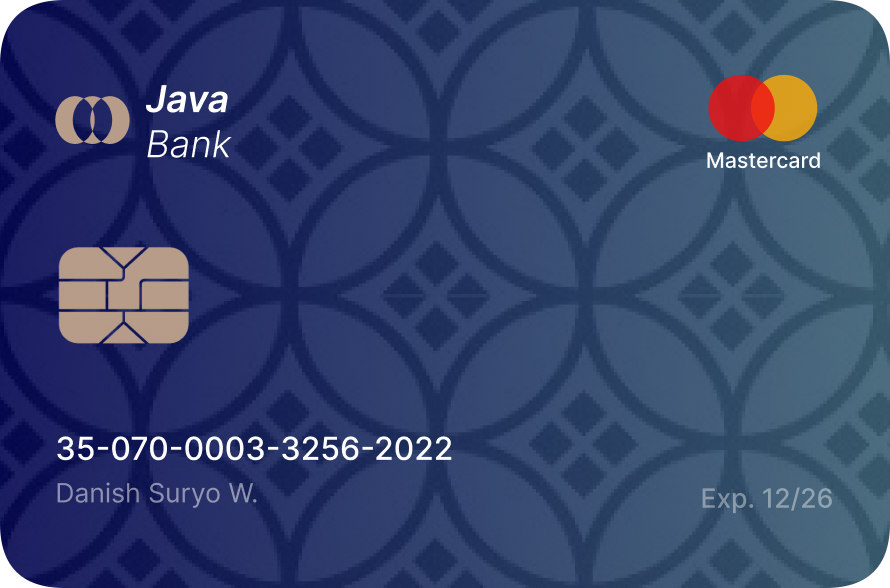 Java
Bank
Mastercard
35-070-0003-3256-2022
Danish Suryo W.
Exp. 12/26